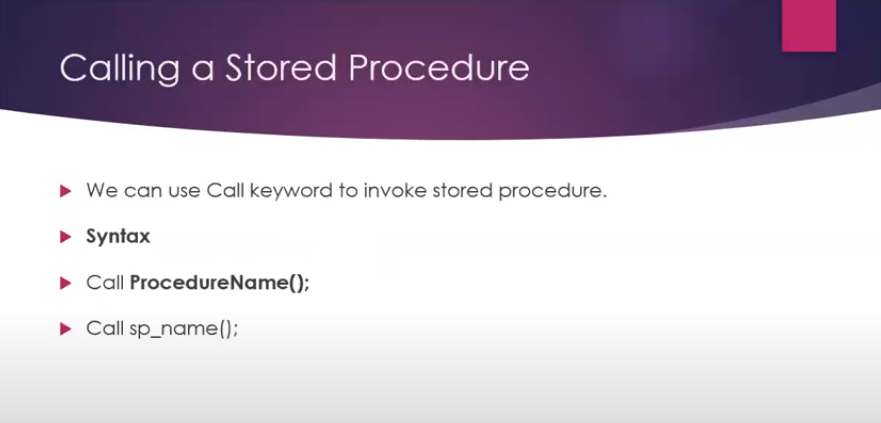 Calling a Stored Procedure
We can use Call keyword to invoke stored procedure.
Syntax
Call ProcedureName();
Call sp_name();